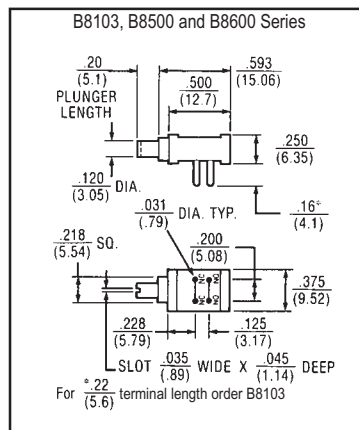 B8103, B8500 and B8600 Series
.20
(5.1)
.593
(15.06)
PLUNGER
LENGTH
.500
(12.7)
.250
(6.35)
.120
(3.05) DIA.
.031
(.79) DIA. TYP.
.16*
(4.1)
.218
(5.54) SQ.
.200
(5.08)
NC NO
NC NO
.375
(9.52)
.228
(5.79)
.125
(3.17)
SLOT .035 (.89) WIDE X .045 (1.14) DEEP
For *.22 (5.6) terminal length order B8103